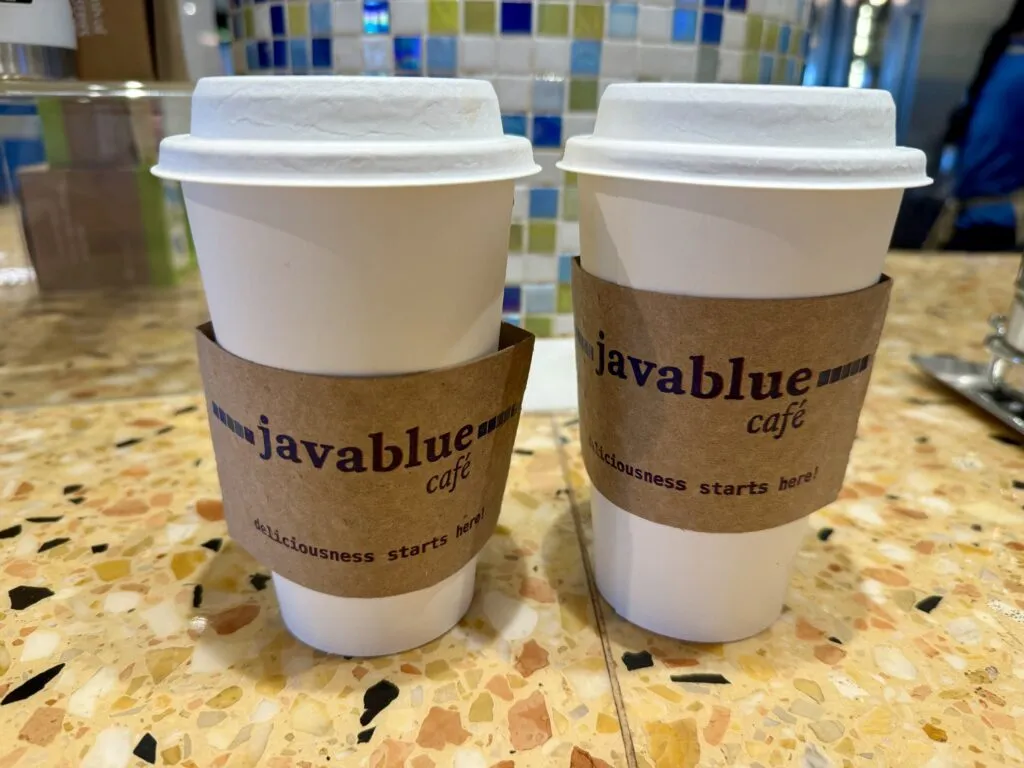 javablue
café
deliciousness starts here!
javablue
café
deliciousness starts here!